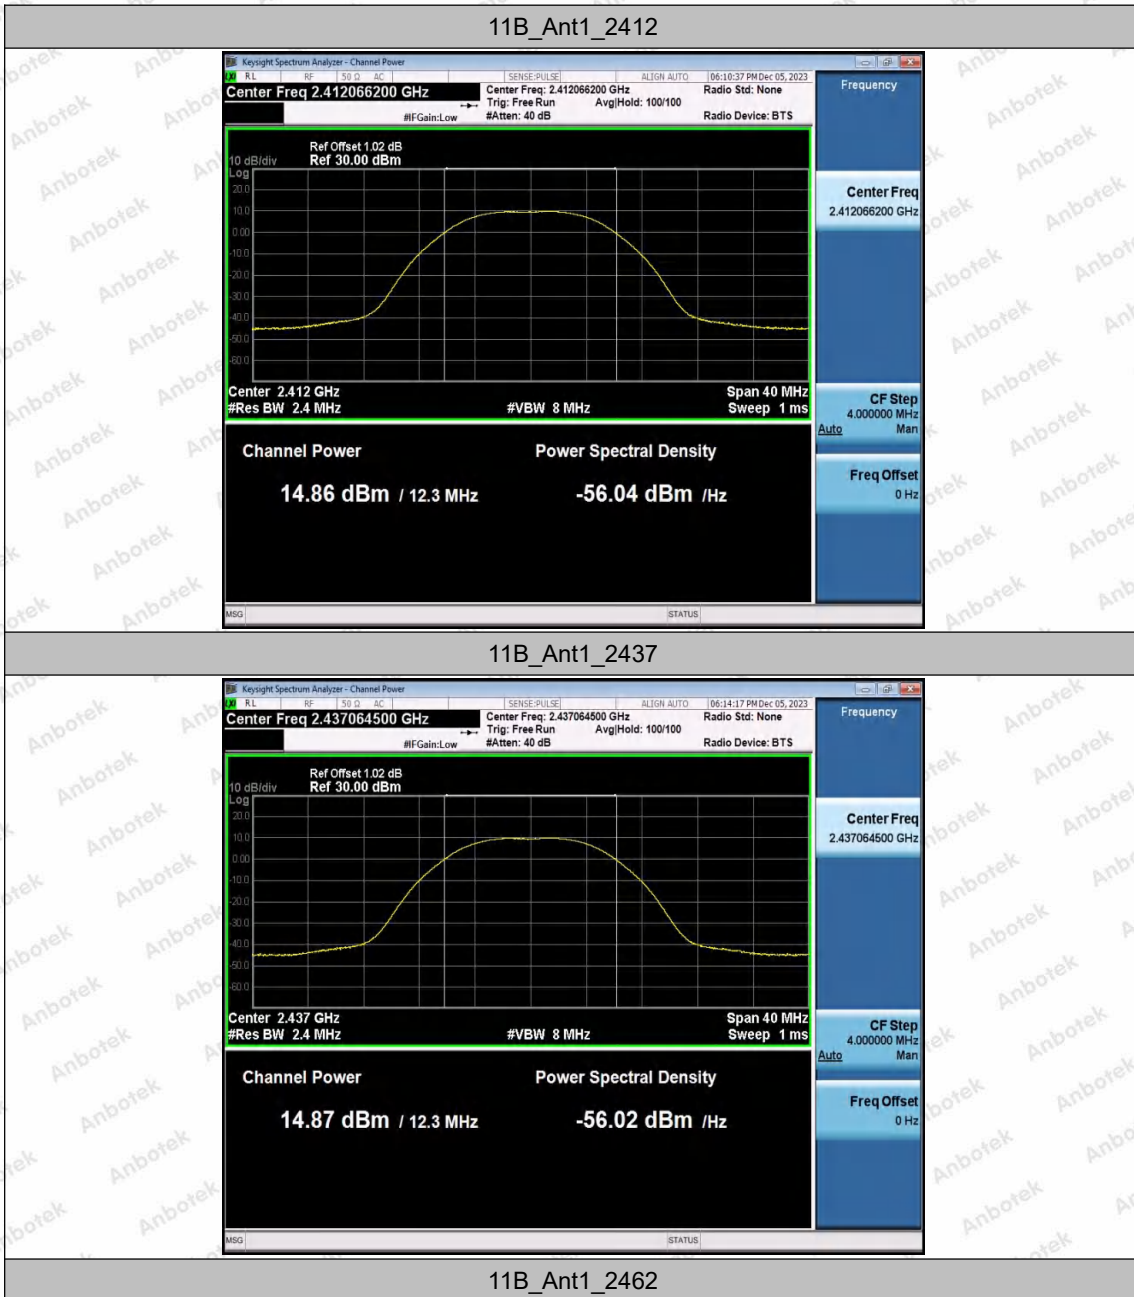 11B_Ant1_2412
Keysight Spectrum Analyzer - Channel Power
RL RF 50 Ω AC SENSE:PULSE ALIGN AUTO 06:10:37 PM Dec 05, 2023
Center Freq 2.412066200 GHz
Center Freq: 2.412066200 GHz
Radio Std: None
Trig: Free Run Avg|Hold: 100/100
#IFGain:Low #Atten: 40 dB Radio Device: BTS
Frequency
Ref Offset 1.02 dB
10 dB/div Ref 30.00 dBm
Log
20.0
10.0
0.00
-10.0
-20.0
-30.0
-40.0
-50.0
-60.0
Center 2.412 GHz Span 40 MHz
#Res BW 2.4 MHz #VBW 8 MHz Sweep 1 ms
Center Freq
2.412066200 GHz
CF Step
4.000000 MHz
Auto Man
Freq Offset
0 Hz
Channel Power Power Spectral Density
14.86 dBm / 12.3 MHz -56.04 dBm /Hz
MSG STATUS
11B_Ant1_2437
Keysight Spectrum Analyzer - Channel Power
RL RF 50 Ω AC SENSE:PULSE ALIGN AUTO 06:14:17 PM Dec 05, 2023
Center Freq 2.437064500 GHz
Center Freq: 2.437064500 GHz
Radio Std: None
Trig: Free Run Avg|Hold: 100/100
#IFGain:Low #Atten: 40 dB Radio Device: BTS
Frequency
Ref Offset 1.02 dB
10 dB/div Ref 30.00 dBm
Log
20.0
10.0
0.00
-10.0
-20.0
-30.0
-40.0
-50.0
-60.0
Center 2.437 GHz Span 40 MHz
#Res BW 2.4 MHz #VBW 8 MHz Sweep 1 ms
Center Freq
2.437064500 GHz
CF Step
4.000000 MHz
Auto Man
Freq Offset
0 Hz
Channel Power Power Spectral Density
14.87 dBm / 12.3 MHz -56.02 dBm /Hz
MSG STATUS
11B_Ant1_2462
Anbotek